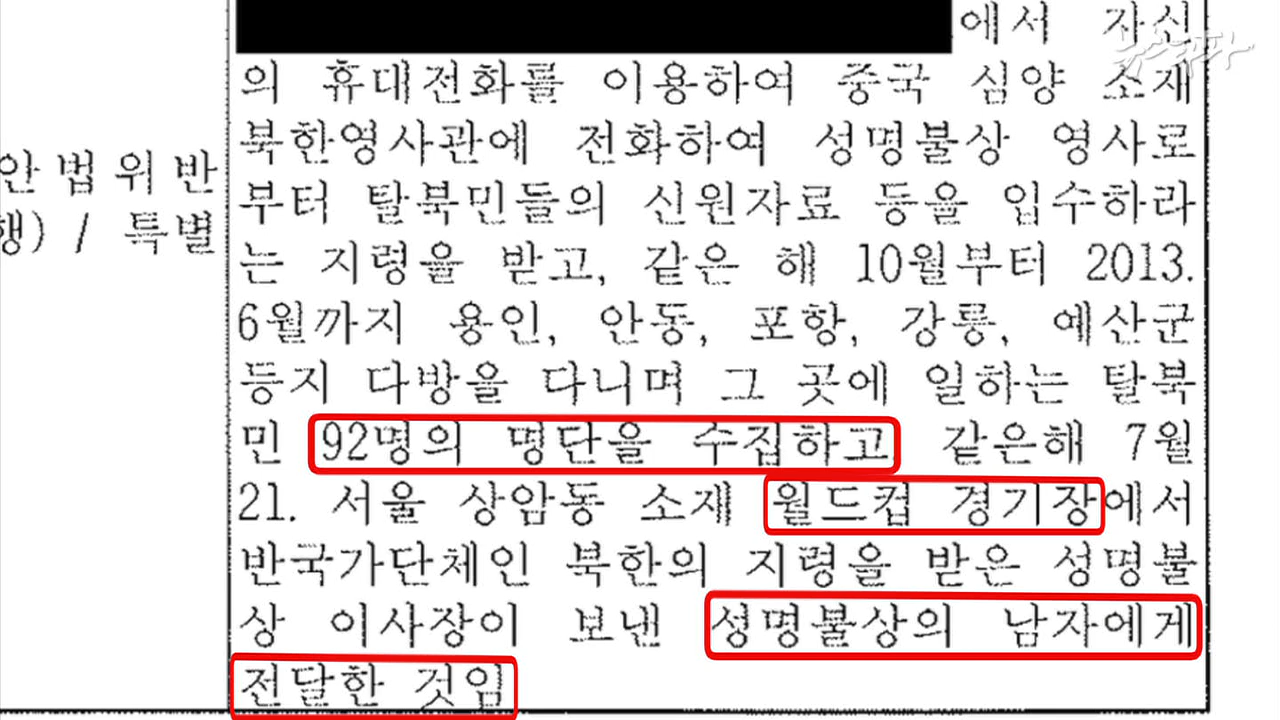 에서 자신
의 휴대전화를 이용하여 중국 심양 소재
북한영사관에 전화하여 성명불상 영사로
부터 탈북민들의 신원자료 등을 입수하라
는 지령을 받고, 같은 해 10월부터 2013.
6월까지 용인, 안동, 포항, 강릉, 예산군
등지 다방을 다니며 그 곳에 일하는 탈북
민 92명의 명단을 수집하고 같은해 7월
21. 서울 상암동 소재 월드컵 경기장에서
반국가단체인 북한의 지령을 받은 성명불
상 이사장이 보낸 성명불상의 남자에게
전달한 것임
안법위반
행) / 특별
뉴스타파